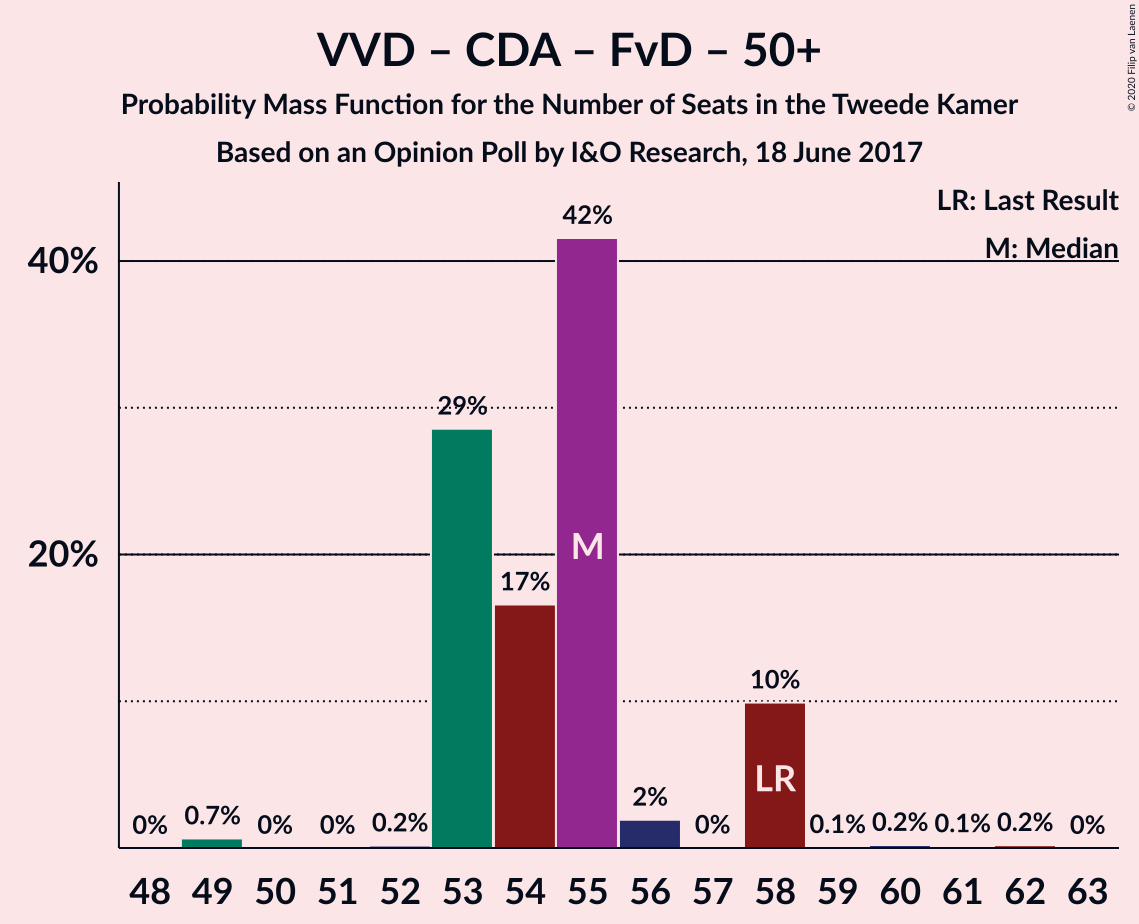 VVD – CDA – FvD – 50+
Probability Mass Function for the Number of Seats in the Tweede Kamer
Based on an Opinion Poll by I&O Research, 18 June 2017
© 2020 Filip van Laenen
LR: Last Result
M: Median
40%
20%
0%
0.7%
0%
0%
0.2%
29%
17%
42%
2%
0%
10%
0.1%
0.2%
0.1%
0.2%
0%
M
LR
48 49 50 51 52 53 54 55 56 57 58 59 60 61 62 63